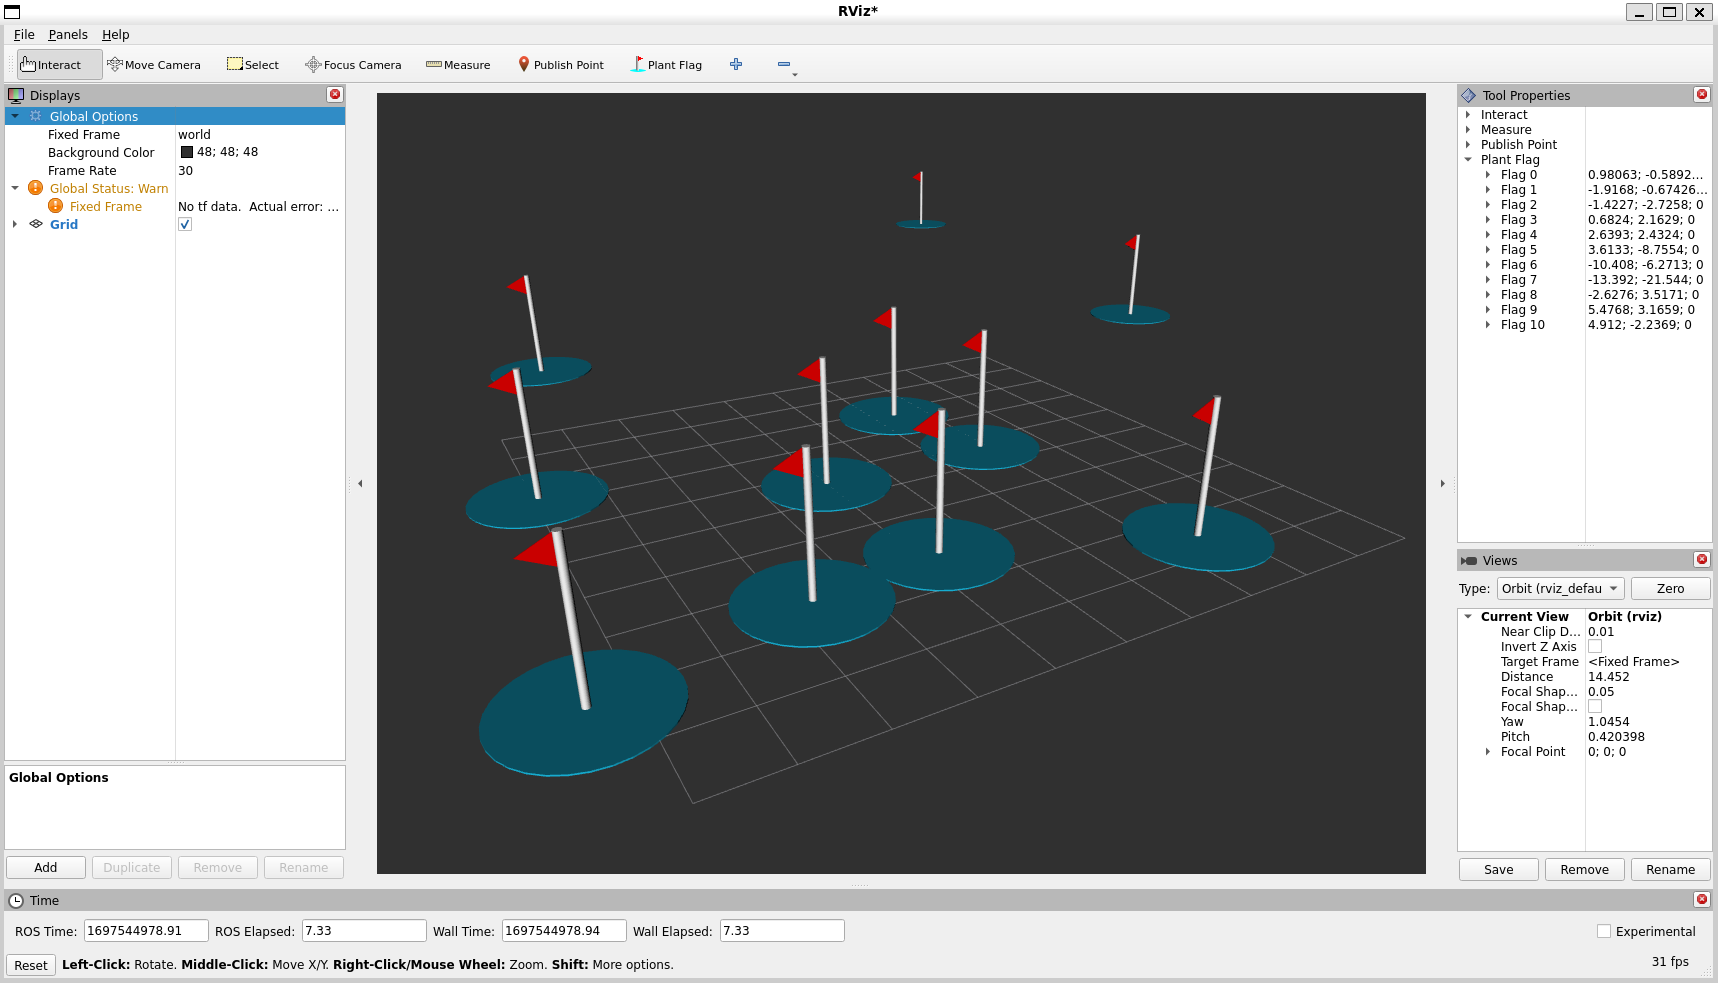 RViz*
File Panels Help
Interact Move Camera Select Focus Camera Measure Publish Point Plant Flag
Displays
Global Options
Fixed Frame world
Background Color 48; 48; 48
Frame Rate 30
Global Status: Warn
Fixed Frame No tf data. Actual error: ...
Grid
Global Options
Add Duplicate Remove Rename
Tool Properties
Interact
Measure
Publish Point
Plant Flag
Flag 0 0.98063; -0.5892...
Flag 1 -1.9168; -0.67426...
Flag 2 -1.4227; -2.7258; 0
Flag 3 0.6824; 2.1629; 0
Flag 4 2.6393; 2.4324; 0
Flag 5 3.6133; -8.7554; 0
Flag 6 -10.408; -6.2713; 0
Flag 7 -13.392; -21.544; 0
Flag 8 -2.6276; 3.5171; 0
Flag 9 5.4768; 3.1659; 0
Flag 10 4.912; -2.2369; 0
Views
Type: Orbit (rviz_defau Zero
Current View Orbit (rviz)
Near Clip D... 0.01
Invert Z Axis
Target Frame <Fixed Frame>
Distance 14.452
Focal Shap... 0.05
Focal Shap...
Yaw 1.0454
Pitch 0.420398
Focal Point 0; 0; 0
Save Remove Rename
Time
ROS Time: 1697544978.91 ROS Elapsed: 7.33 Wall Time: 1697544978.94 Wall Elapsed: 7.33 Experimental
Reset Left-Click: Rotate. Middle-Click: Move X/Y. Right-Click/Mouse Wheel: Zoom. Shift: More options. 31 fps